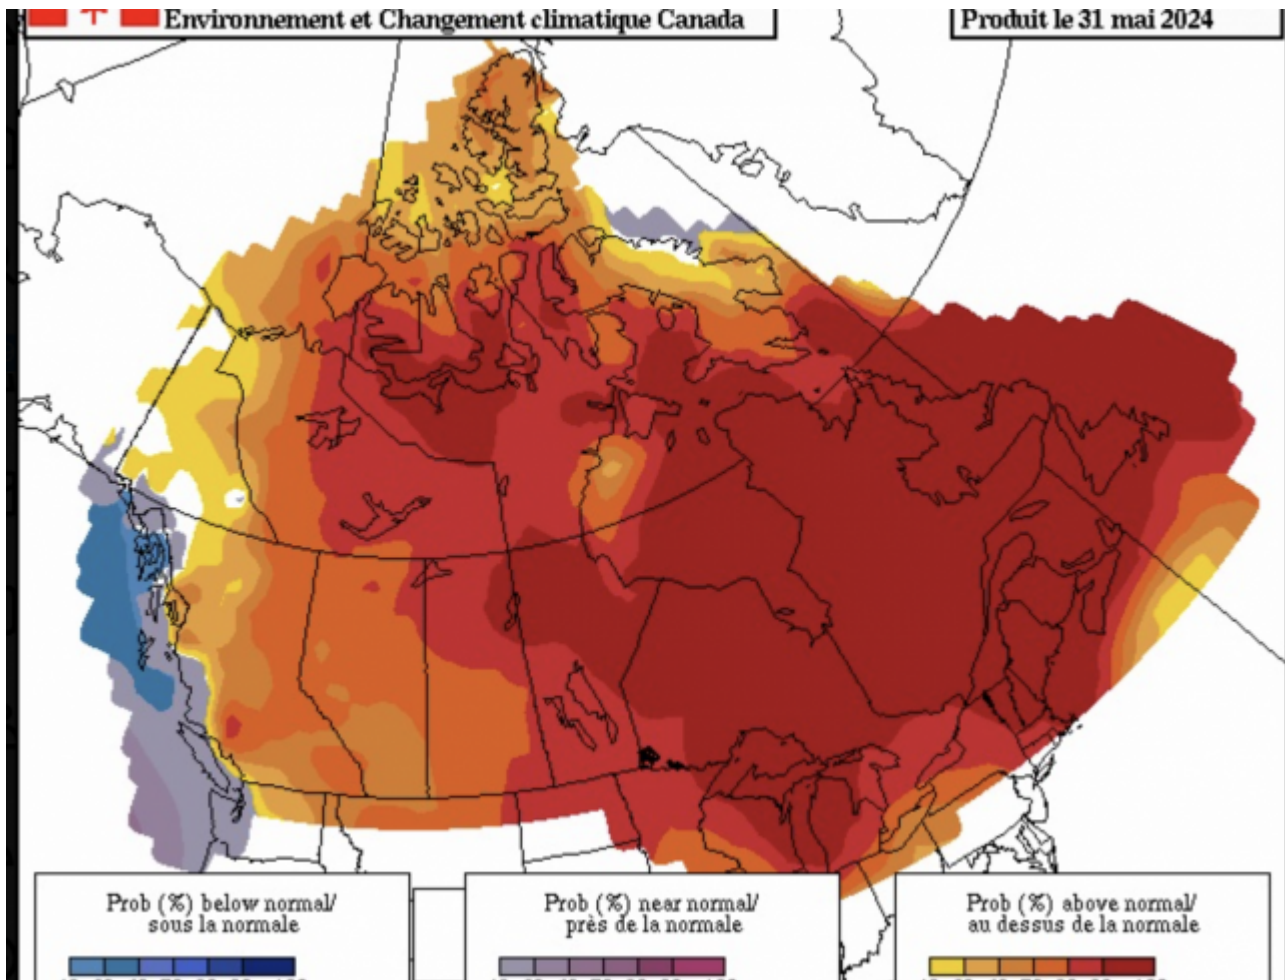 Environnement et Changement climatique Canada
Produit le 31 mai 2024
Prob (%) below normal/
sous la normale
Prob (%) near normal/
près de la normale
Prob (%) above normal/
au dessus de la normale